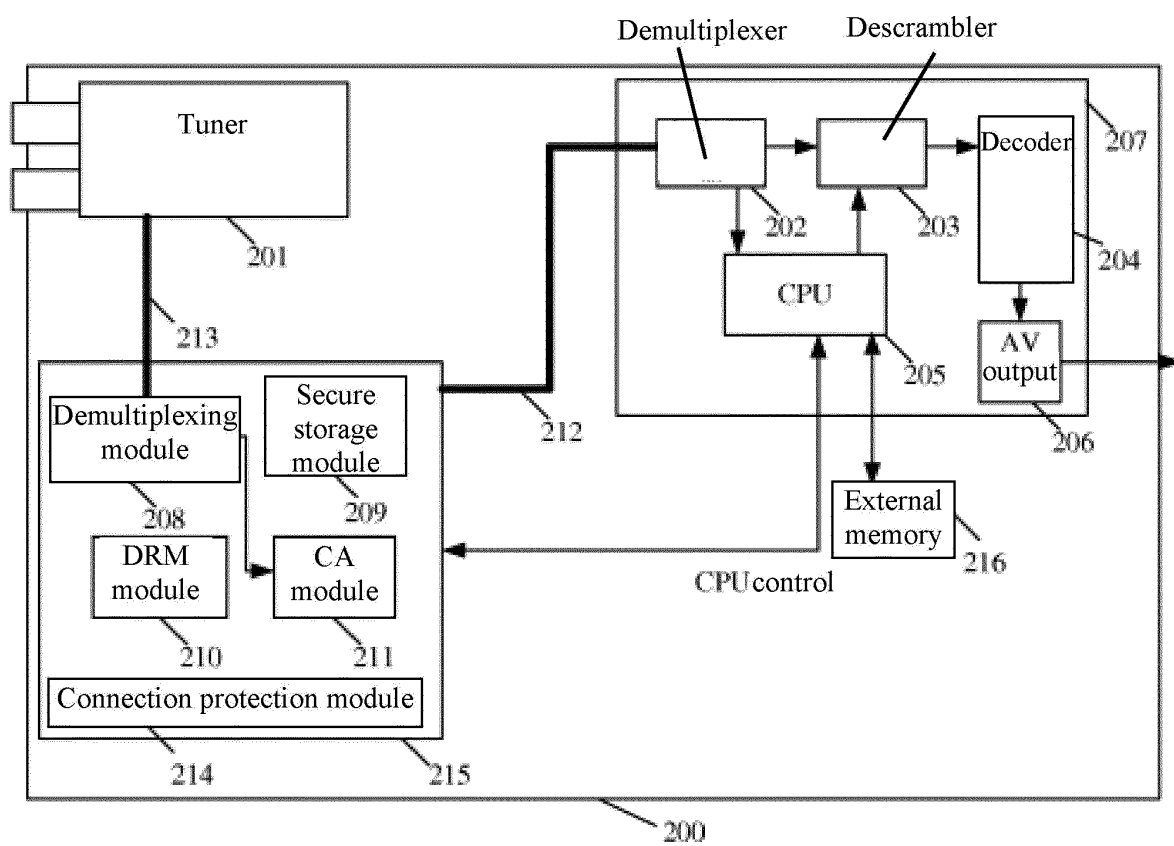 Demultiplexer
Descrambler
Tuner
Decoder
207
202
203
201
204
CPU
213
AV
output
205
Secure
storage
module
Demultiplexing
module
212
206
208
209
External
memory
DRM
module
CA
module
216
CPU control
210
211
Connection protection module
214
215
200